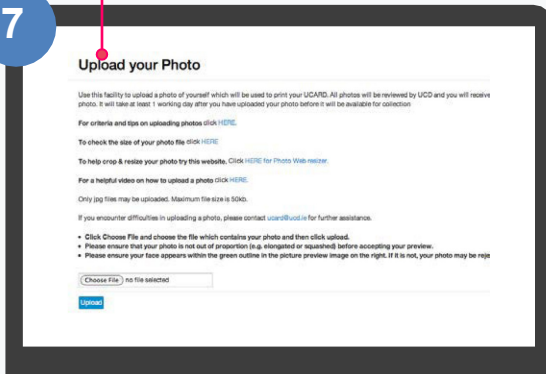 7
Upload your Photo
Use this facility to upload a photo of yourself which will be used to print your UCARD. All photos will be reviewed by UCD and you will receive
photo. It will take at least 1 working day after you have uploaded your photo before it will be available for collection
For criteria and tips on uploading photos click HERE.
To check the size of your photo file click HERE
To help crop & resize your photo try this website. Click HERE for Photo Web-resizer.
For a helpful video on how to upload a photo click HERE.
Only jpg files may be uploaded. Maximum file size is 50kb.
If you encounter difficulties in uploading a photo, please contact ucard@ucd.ie for further assistance.
• Click Choose File and choose the file which contains your photo and then click upload.
• Please ensure that your photo is not out of proportion (e.g. elongated or squashed) before accepting your preview.
• Please ensure your face appears within the green outline in the picture preview image on the right. If it is not, your photo may be reje
Choose File no file selected
Upload